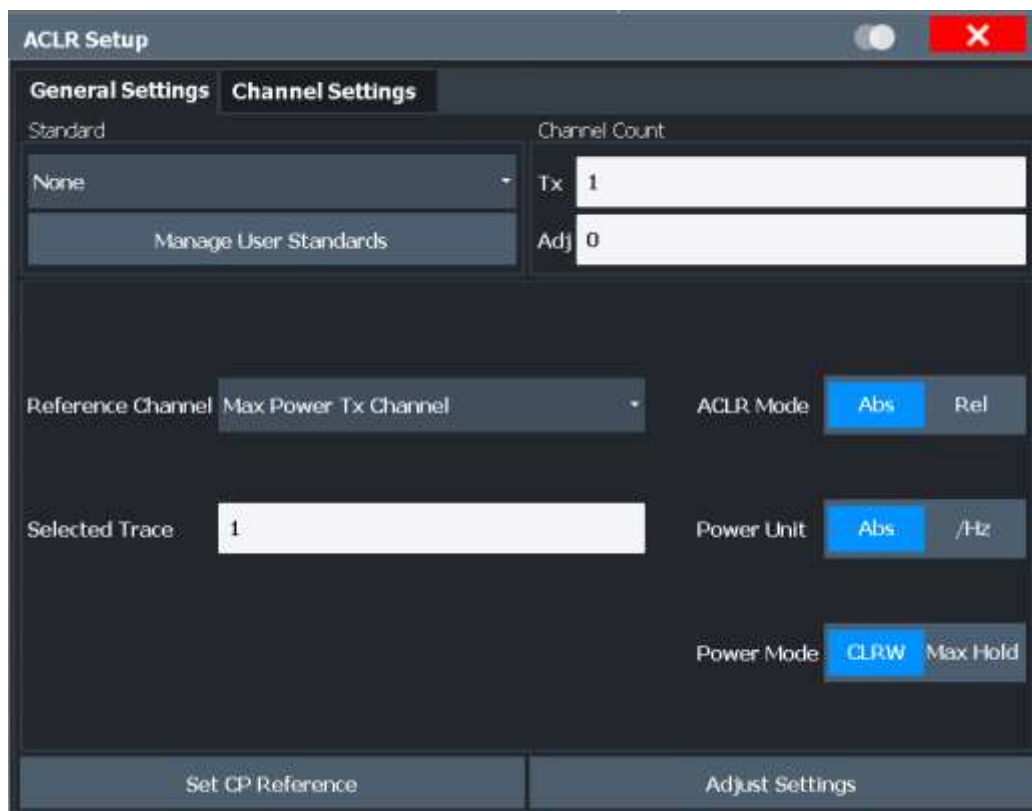 ACLR Setup
General Settings Channel Settings
Standard Channel Count
None Tx 1
Manage User Standards Adj 0
Reference Channel Max Power Tx Channel ACLR Mode Abs Rel
Selected Trace 1 Power Unit Abs /Hz
Power Mode CLRW Max Hold
Set CP Reference Adjust Settings